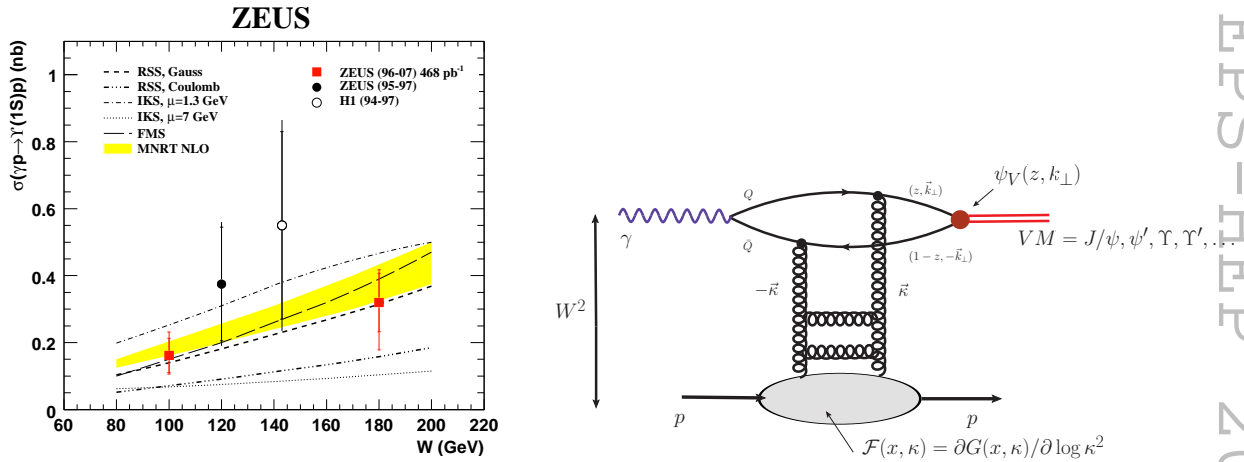 ZEUS
σ(γp→Υ(1S)p) (nb)
1
0.8
0.6
0.4
0.2
0
RSS, Gauss
RSS, Coulomb
IKS, μ=1.3 GeV
IKS, μ=7 GeV
FMS
MNRT NLO
ZEUS (96-07) 468 pb⁻¹
ZEUS (95-97)
H1 (94-97)
60 80 100 120 140 160 180 200 220
W (GeV)
ψ_V(z, k_⊥)
Q
(z, k⃗_⊥)
γ
Q̄
(1−z, −k⃗_⊥)
VM = J/ψ, ψ′, Υ, Υ′, …
−κ⃗
κ⃗
W²
p
p
F(x, κ) = ∂G(x, κ)/∂ log κ²
EPS-HEP 20